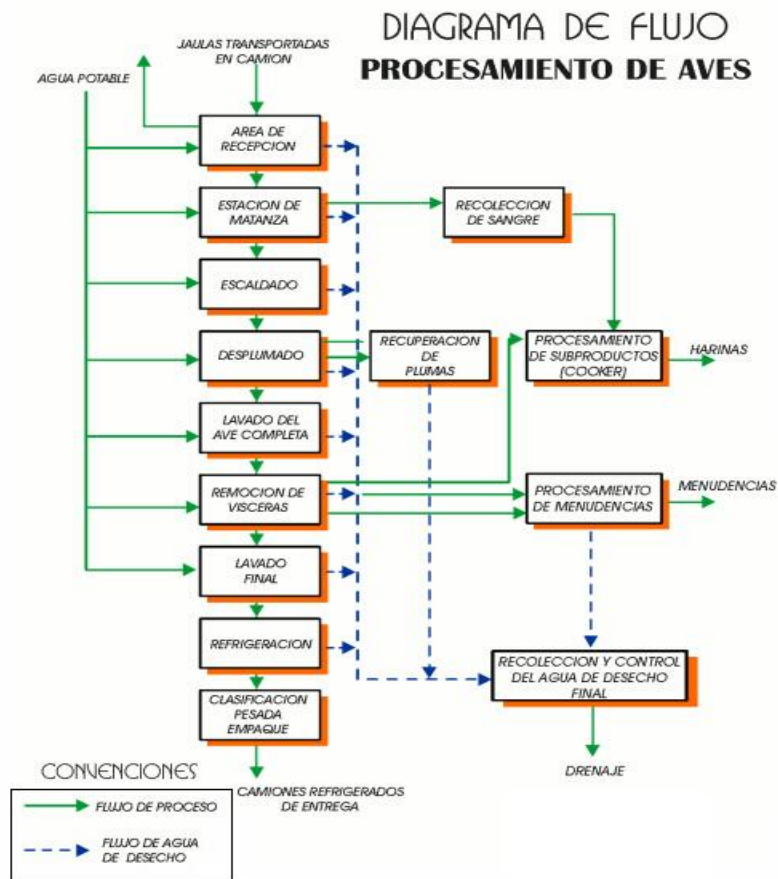 DIAGRAMA DE FLUJO
PROCESAMIENTO DE AVES
JAULAS TRANSPORTADAS
EN CAMION
AGUA POTABLE
AREA DE
RECEPCION
ESTACION DE
MATANZA
RECOLECCION
DE SANGRE
ESCALDADO
DESPLUMADO
RECUPERACION
DE
PLUMAS
PROCESAMIENTO
DE SUBPRODUCTOS
(COOKER)
HARINAS
LAVADO DEL
AVE COMPLETA
REMOCION DE
VISCERAS
PROCESAMIENTO
DE MENUDENCIAS
MENUDENCIAS
LAVADO
FINAL
REFRIGERACION
RECOLECCION Y CONTROL
DEL AGUA DE DESECHO
FINAL
CLASIFICACION
PESADA
EMPAQUE
DRENAJE
CAMIONES REFRIGERADOS
DE ENTREGA
CONVENCIONES
FLUJO DE PROCESO
FLUJO DE AGUA
DE DESECHO